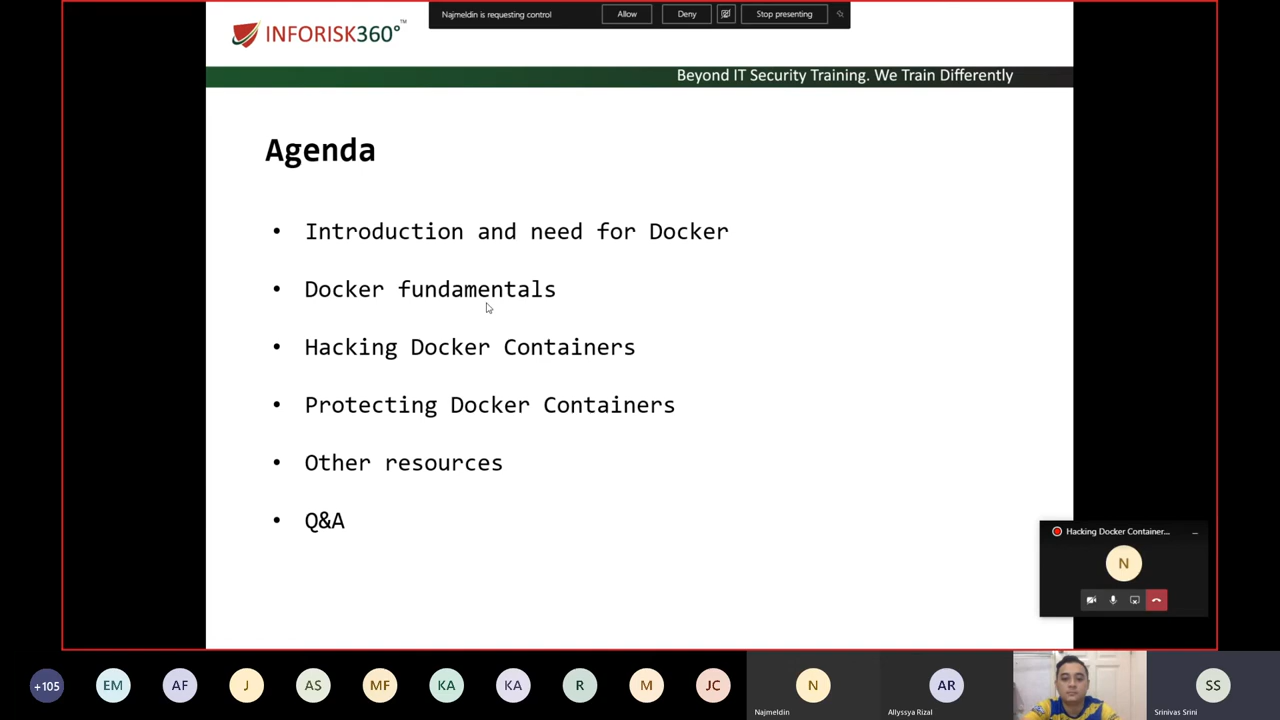 Najmeldin is requesting control
Allow
Deny
Stop presenting
INFORISK360°™
Beyond IT Security Training. We Train Differently
Agenda
• Introduction and need for Docker
• Docker fundamentals
• Hacking Docker Containers
• Protecting Docker Containers
• Other resources
• Q&A
Hacking Docker Container...
N
+105
EM
AF
J
AS
MF
KA
KA
R
M
JC
N
Najmeldin
AR
Allyssya Rizal
SS
Srinivas Srini